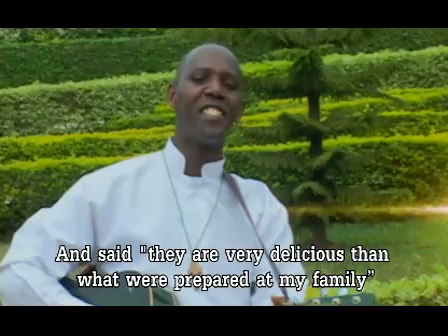 And said "they are very delicious than
what were prepared at my family”